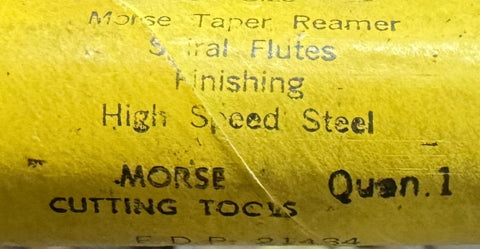 Morse Taper Reamer
Spiral Flutes
Finishing
High Speed Steel
MORSE Quan. 1
CUTTING TOOLS
E.D.P.